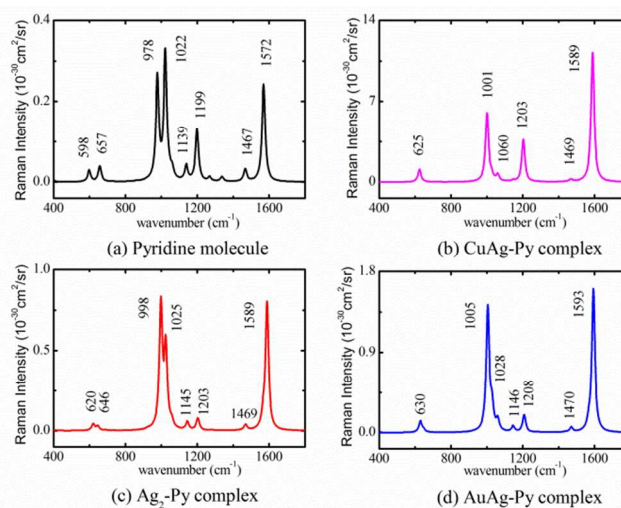 Raman Intensity (10⁻³⁰cm²/sr)
0.4
0.2
0.0
598
657
978
1022
1139
1199
1467
1572
400 800 1200 1600
wavenumber (cm⁻¹)
(a) Pyridine molecule
Raman Intensity (10⁻³⁰cm²/sr)
14
7
0
625
1001
1060
1203
1469
1589
400 800 1200 1600
wavenumber (cm⁻¹)
(b) CuAg-Py complex
Raman Intensity (10⁻³⁰cm²/sr)
1.0
0.5
0.0
620
646
998
1025
1145
1203
1469
1589
400 800 1200 1600
wavenumber (cm⁻¹)
(c) Ag₂-Py complex
Raman Intensity (10⁻³⁰cm²/sr)
1.8
0.9
0.0
630
1005
1028
1146
1208
1470
1593
400 800 1200 1600
wavenumber (cm⁻¹)
(d) AuAg-Py complex